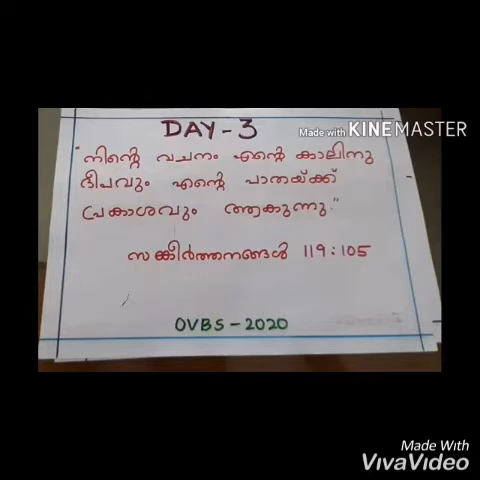 DAY-3
Made with KINEMASTER
"നിന്റെ വചനം എന്റെ കാലിനു
ദീപവും എന്റെ പാതയ്ക്ക്
പ്രകാശവും ആകുന്നു."
സങ്കീർത്തനങ്ങൾ 119:105
OVBS-2020
Made With
VivaVideo